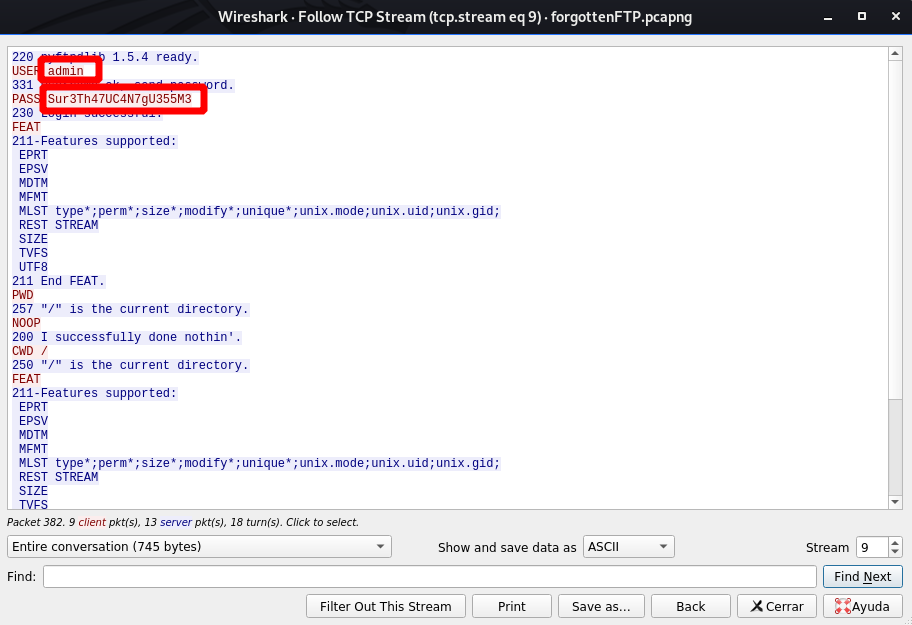 Wireshark · Follow TCP Stream (tcp.stream eq 9) · forgottenFTP.pcapng
220 pyftpdlib 1.5.4 ready.
USER admin
331 ok, send password.
PASS Sur3Th47UC4N7gU355M3
230 Login successful.
FEAT
211-Features supported:
EPRT
EPSV
MDTM
MFMT
MLST type*;perm*;size*;modify*;unique*;unix.mode;unix.uid;unix.gid;
REST STREAM
SIZE
TVFS
UTF8
211 End FEAT.
PWD
257 "/" is the current directory.
NOOP
200 I successfully done nothin'.
CWD /
250 "/" is the current directory.
FEAT
211-Features supported:
EPRT
EPSV
MDTM
MFMT
MLST type*;perm*;size*;modify*;unique*;unix.mode;unix.uid;unix.gid;
REST STREAM
SIZE
TVFS
Packet 382. 9 client pkt(s), 13 server pkt(s), 18 turn(s). Click to select.
Entire conversation (745 bytes) Show and save data as ASCII Stream 9
Find: Find Next
Filter Out This Stream Print Save as... Back Cerrar Ayuda